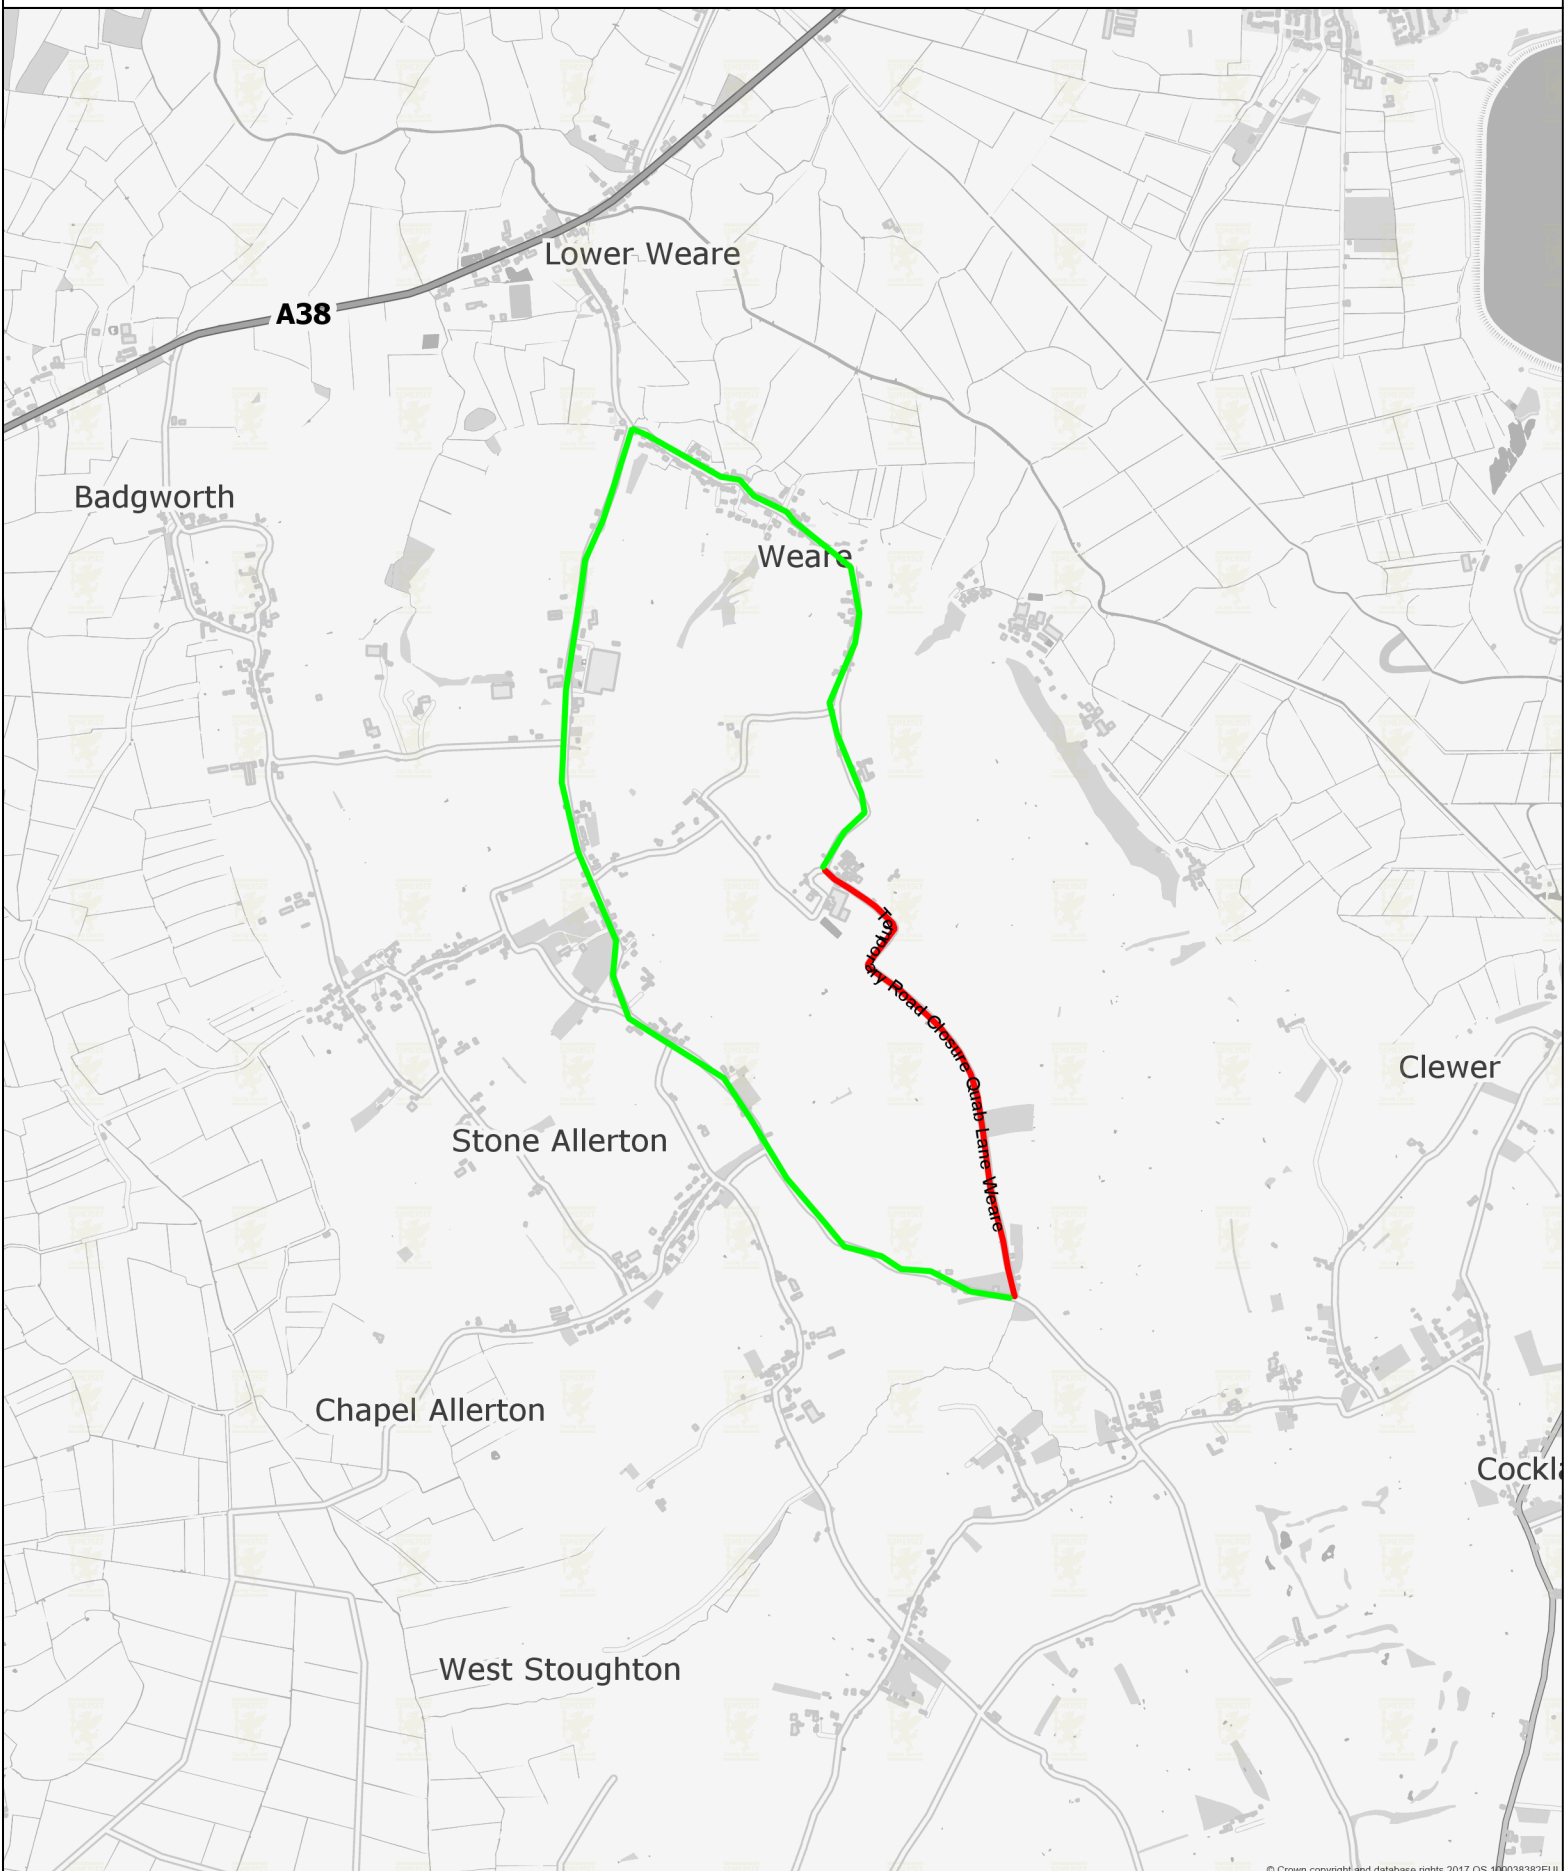 Lower Weare
A38
Badgworth
Weare
Temporary Road Closure Quab Lane Weare
Clewer
Stone Allerton
Chapel Allerton
Cockla
West Stoughton
© Crown copyright and database rights 2017 OS